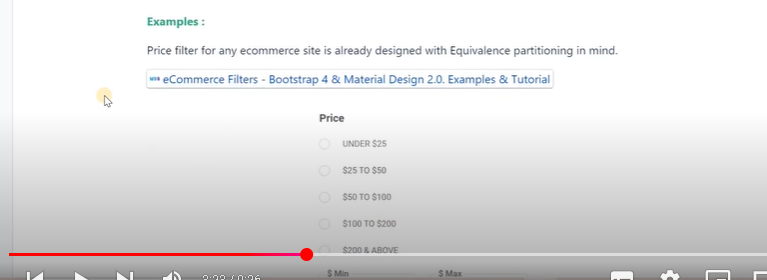 Examples :
Price filter for any ecommerce site is already designed with Equivalence partitioning in mind.
eCommerce Filters - Bootstrap 4 & Material Design 2.0. Examples & Tutorial
Price
UNDER $25
$25 TO $50
$50 TO $100
$100 TO $200
$200 & ABOVE
$ Min $ Max